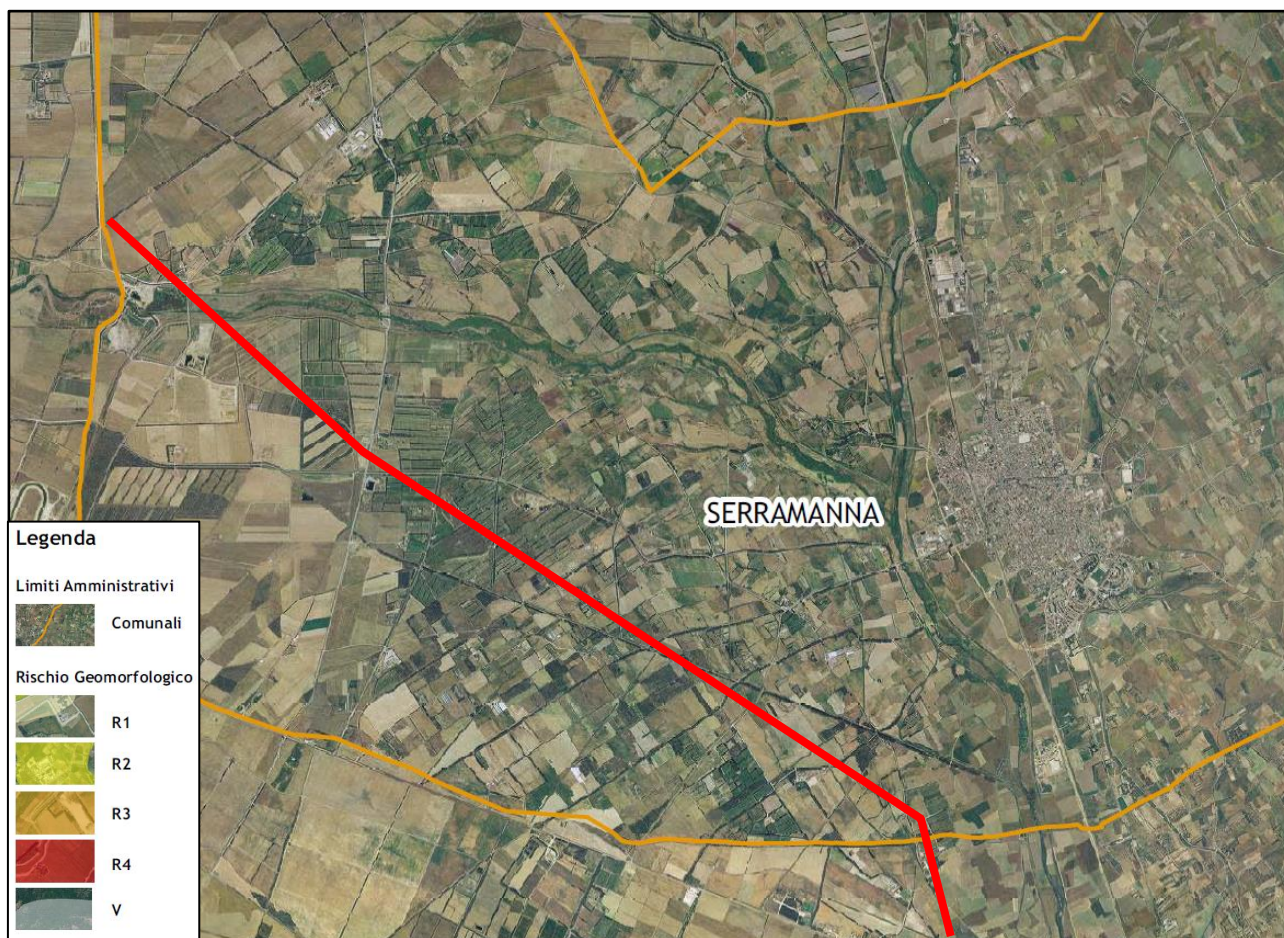 SERRAMANNA
Legenda
Limiti Amministrativi
Comunali
Rischio Geomorfologico
R1
R2
R3
R4
V